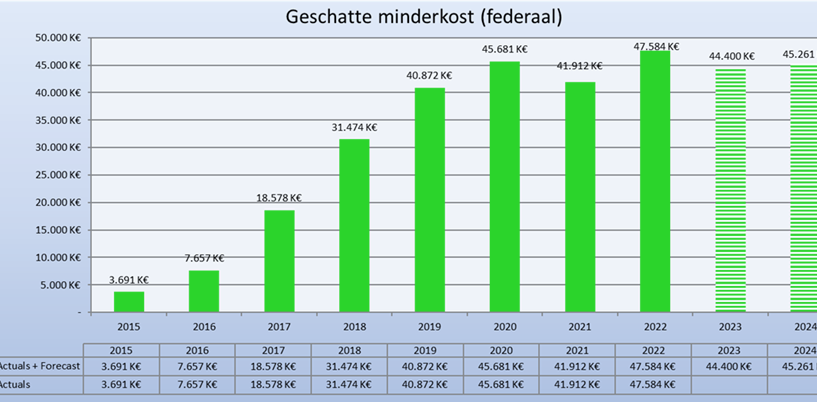 Geschatte minderkost (federaal)
50.000 K€
45.000 K€
40.000 K€
35.000 K€
30.000 K€
25.000 K€
20.000 K€
15.000 K€
10.000 K€
5.000 K€
-
3.691 K€
7.657 K€
18.578 K€
31.474 K€
40.872 K€
45.681 K€
41.912 K€
47.584 K€
44.400 K€
45.261
2015 2016 2017 2018 2019 2020 2021 2022 2023 2024
2015 2016 2017 2018 2019 2020 2021 2022 2023 2024
Actuals + Forecast 3.691 K€ 7.657 K€ 18.578 K€ 31.474 K€ 40.872 K€ 45.681 K€ 41.912 K€ 47.584 K€ 44.400 K€ 45.261
Actuals 3.691 K€ 7.657 K€ 18.578 K€ 31.474 K€ 40.872 K€ 45.681 K€ 41.912 K€ 47.584 K€